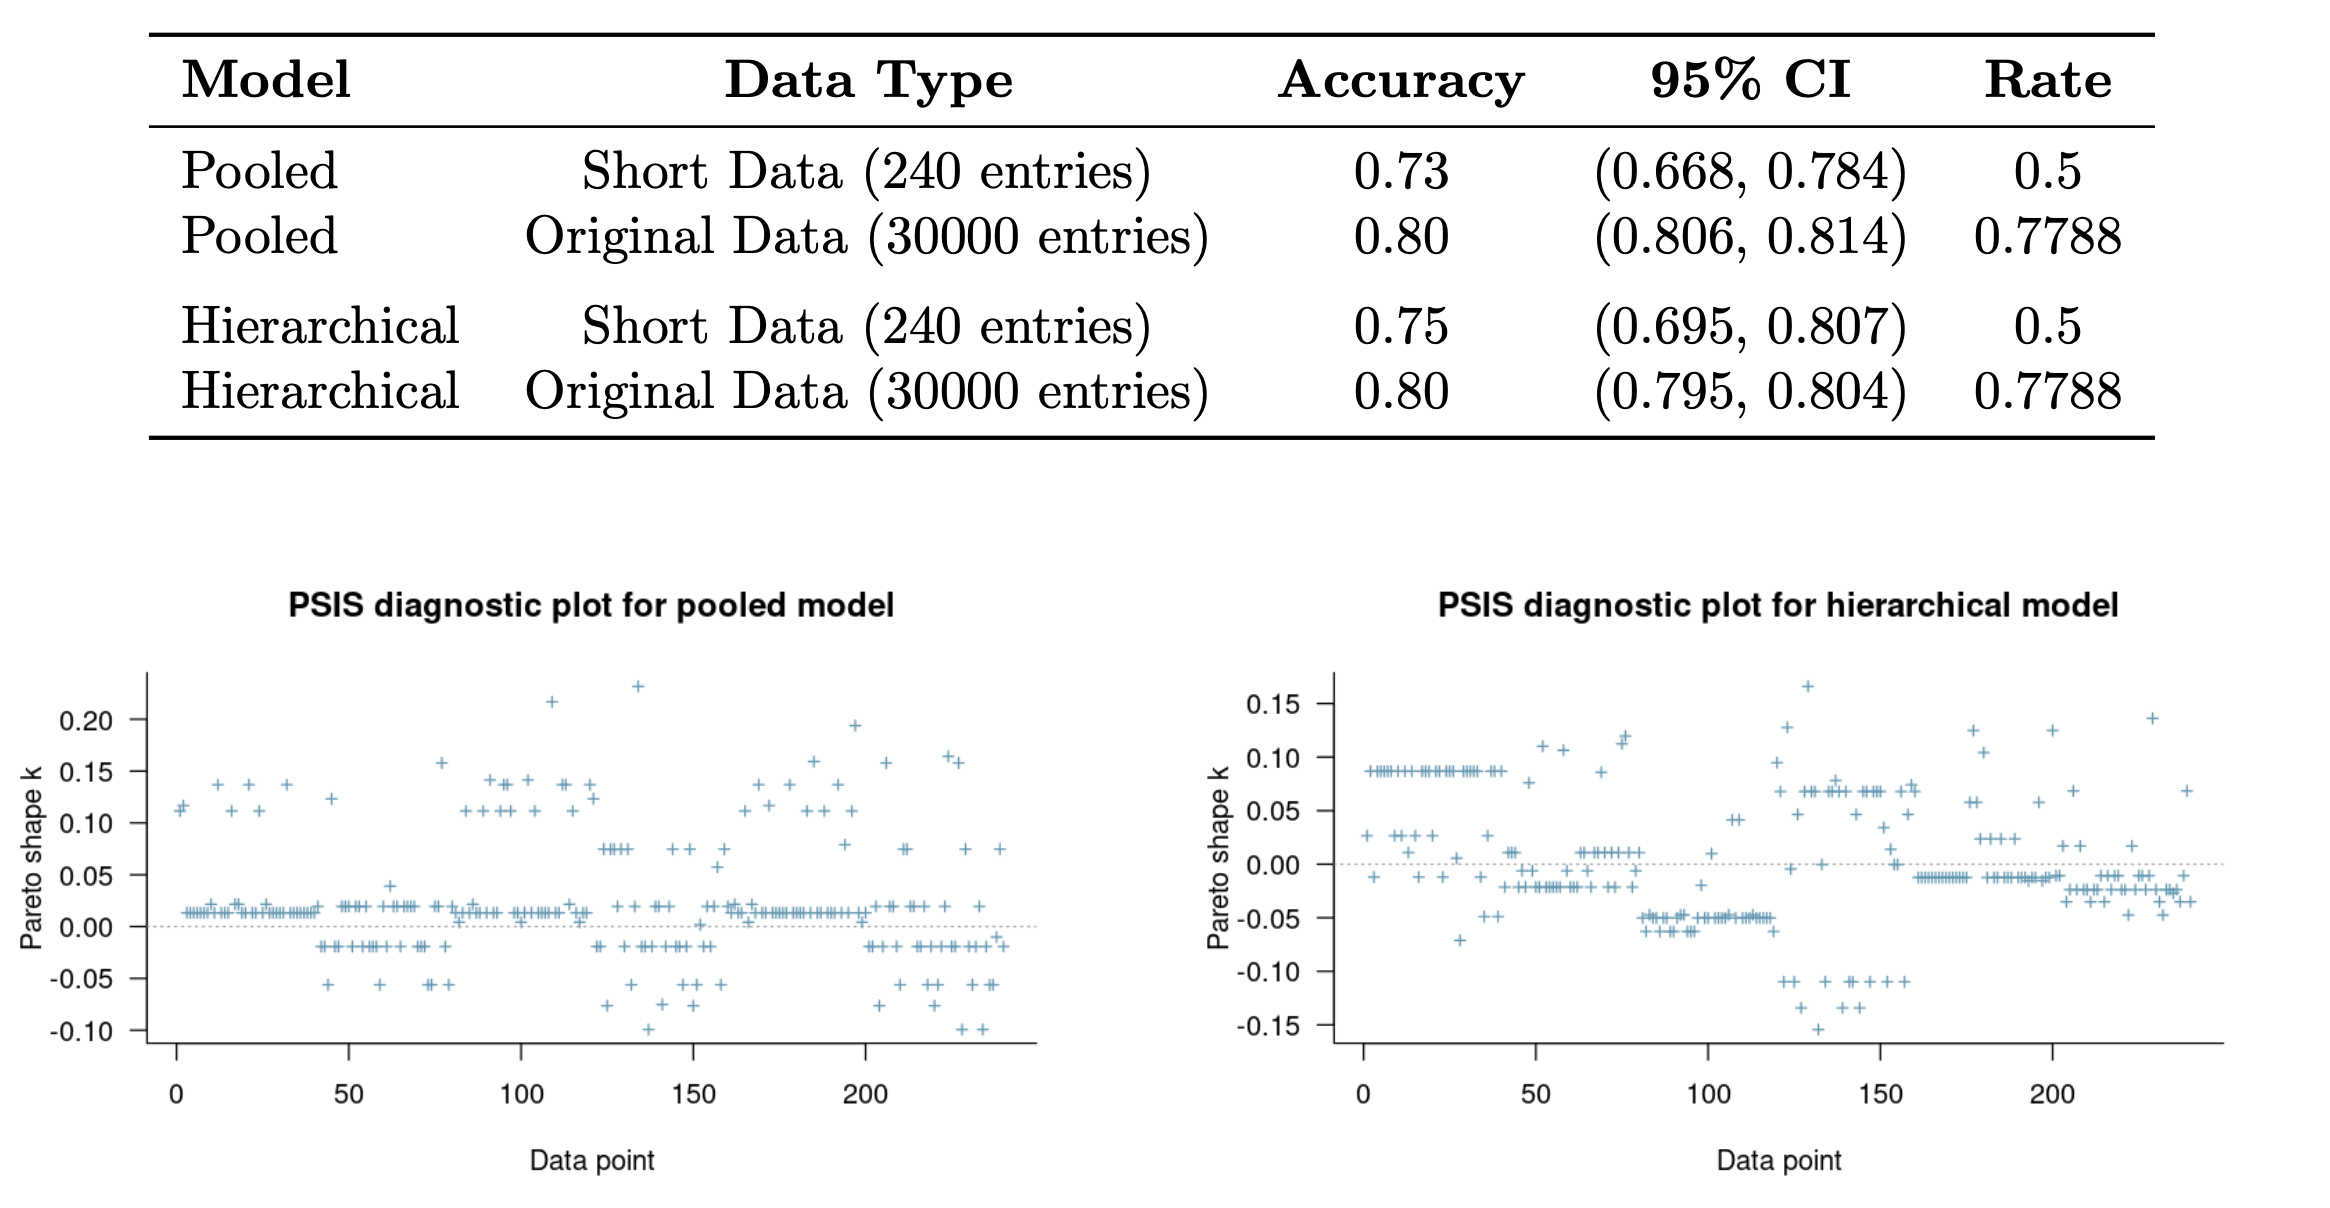 Model Data Type Accuracy 95% CI Rate
Pooled Short Data (240 entries) 0.73 (0.668, 0.784) 0.5
Pooled Original Data (30000 entries) 0.80 (0.806, 0.814) 0.7788
Hierarchical Short Data (240 entries) 0.75 (0.695, 0.807) 0.5
Hierarchical Original Data (30000 entries) 0.80 (0.795, 0.804) 0.7788
PSIS diagnostic plot for pooled model
Pareto shape k
0.20
0.15
0.10
0.05
0.00
-0.05
-0.10
0 50 100 150 200
Data point
PSIS diagnostic plot for hierarchical model
Pareto shape k
0.15
0.10
0.05
0.00
-0.05
-0.10
-0.15
0 50 100 150 200
Data point